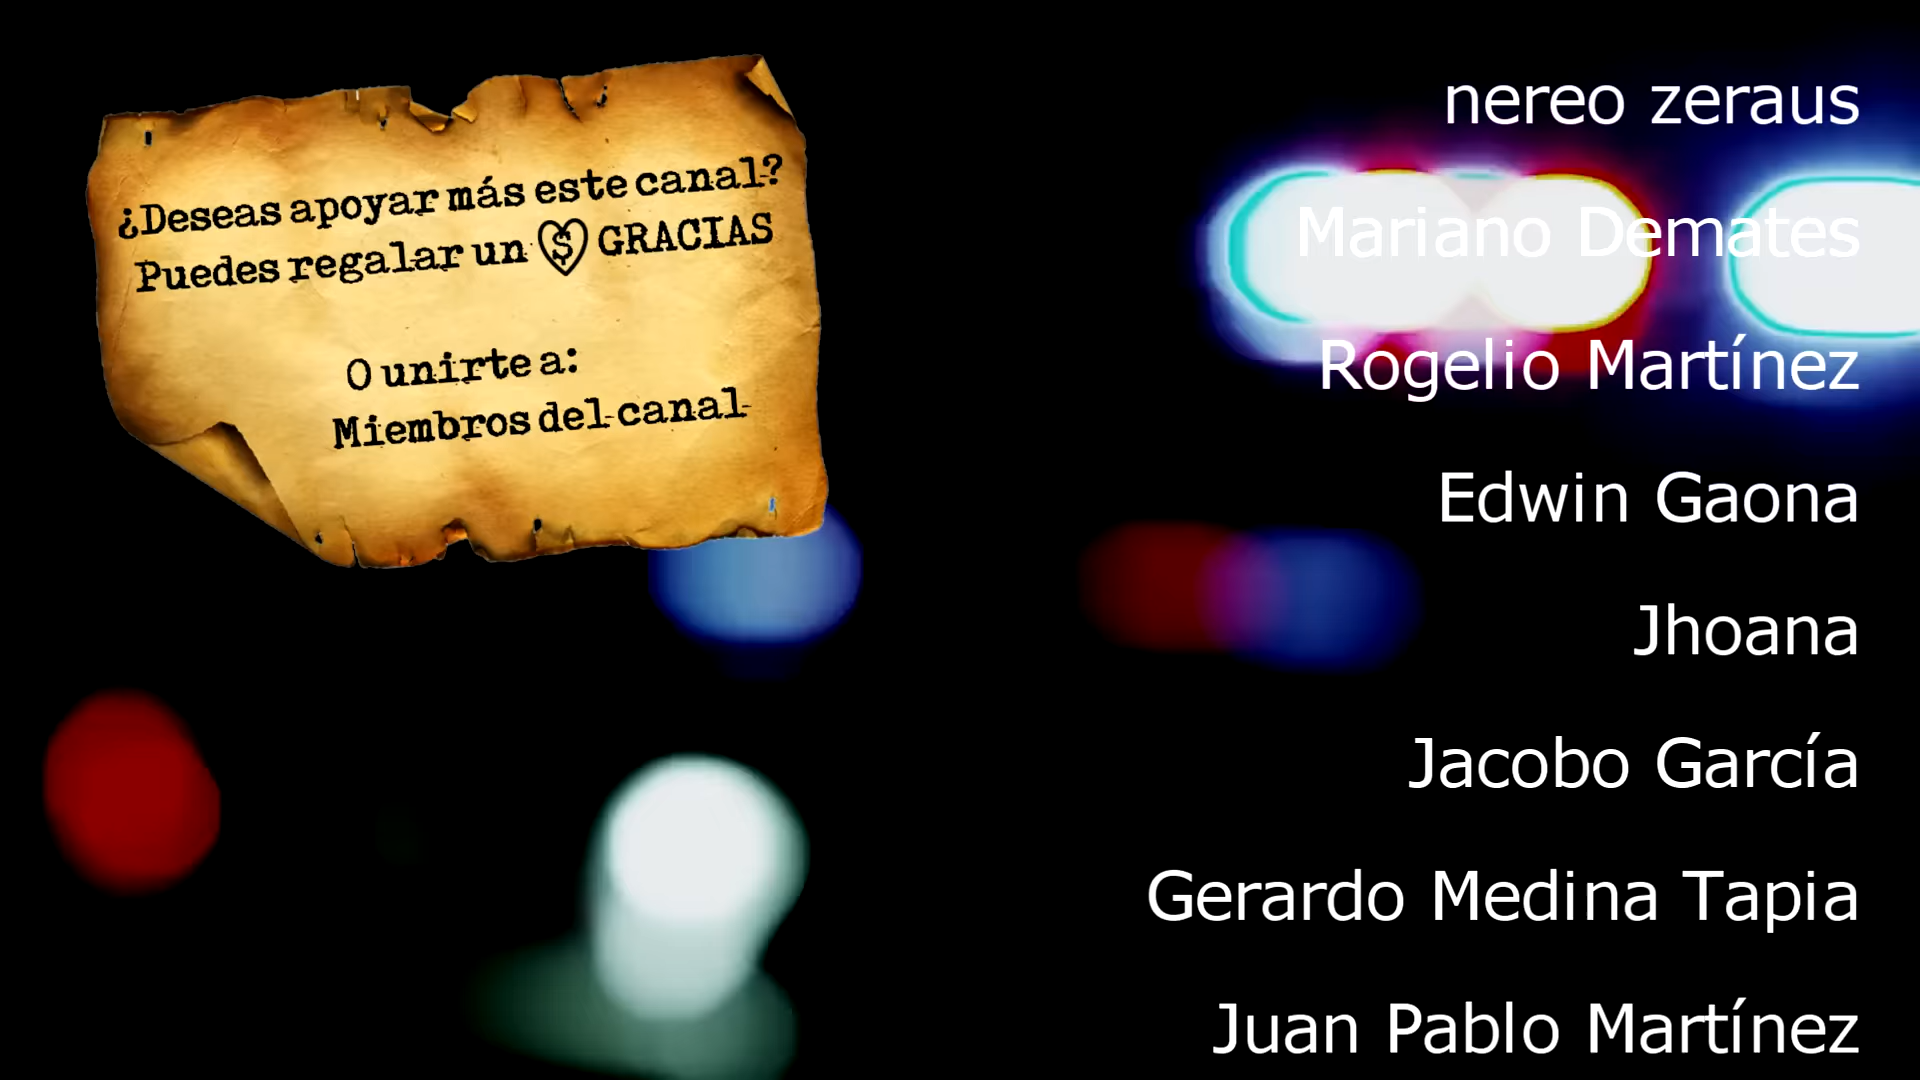 ¿Deseas apoyar más este canal?
Puedes regalar un $ GRACIAS
O unirte a:
Miembros del canal
nereo zeraus
Mariano Demates
Rogelio Martínez
Edwin Gaona
Jhoana
Jacobo García
Gerardo Medina Tapia
Juan Pablo Martínez